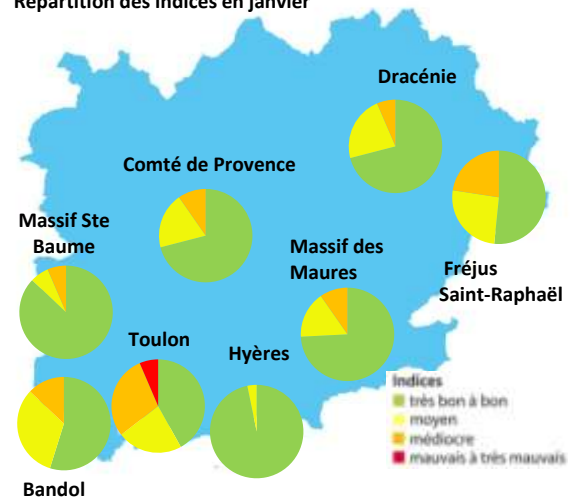 Répartition des indices en janvier
Dracénie
Comté de Provence
Massif Ste
Baume
Massif des
Maures
Fréjus
Saint-Raphaël
Toulon
Hyères
Bandol
Indices
très bon à bon
moyen
médiocre
mauvais à très mauvais